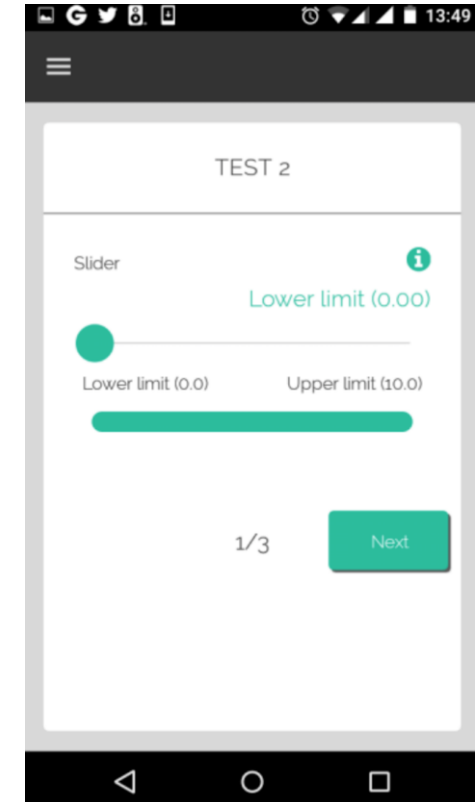 13:49
TEST 2
Slider
Lower limit (0.00)
Lower limit (0.0) Upper limit (10.0)
1/3 Next